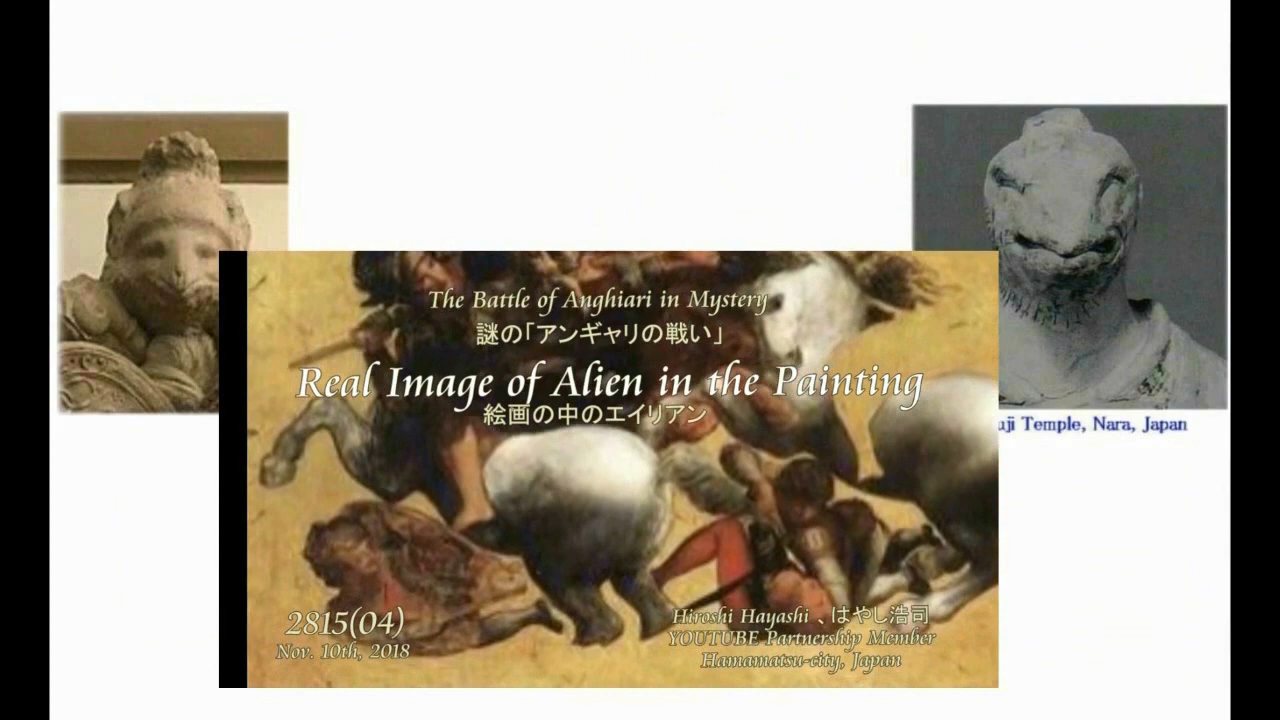 The Battle of Anghiari in Mystery
謎の「アンギャリの戦い」
Real Image of Alien in the Painting
絵画の中のエイリアン
uji Temple, Nara, Japan
2815(04)
Nov. 10th, 2018
Hiroshi Hayashi 、はやし浩司
YOUTUBE Partnership Member
Hamamatsu-city, Japan